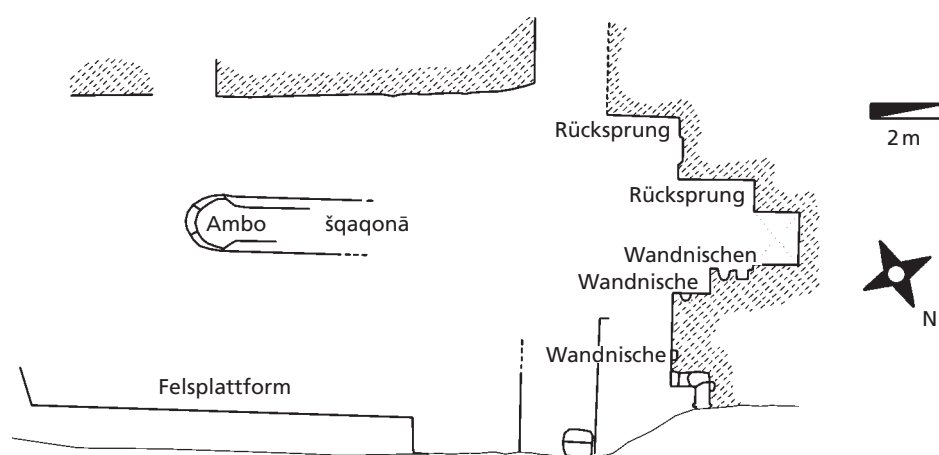 Rücksprung
2 m
Rücksprung
Ambo šqaqonā
Wandnischen
Wandnische
N
Wandnische
Felsplattform